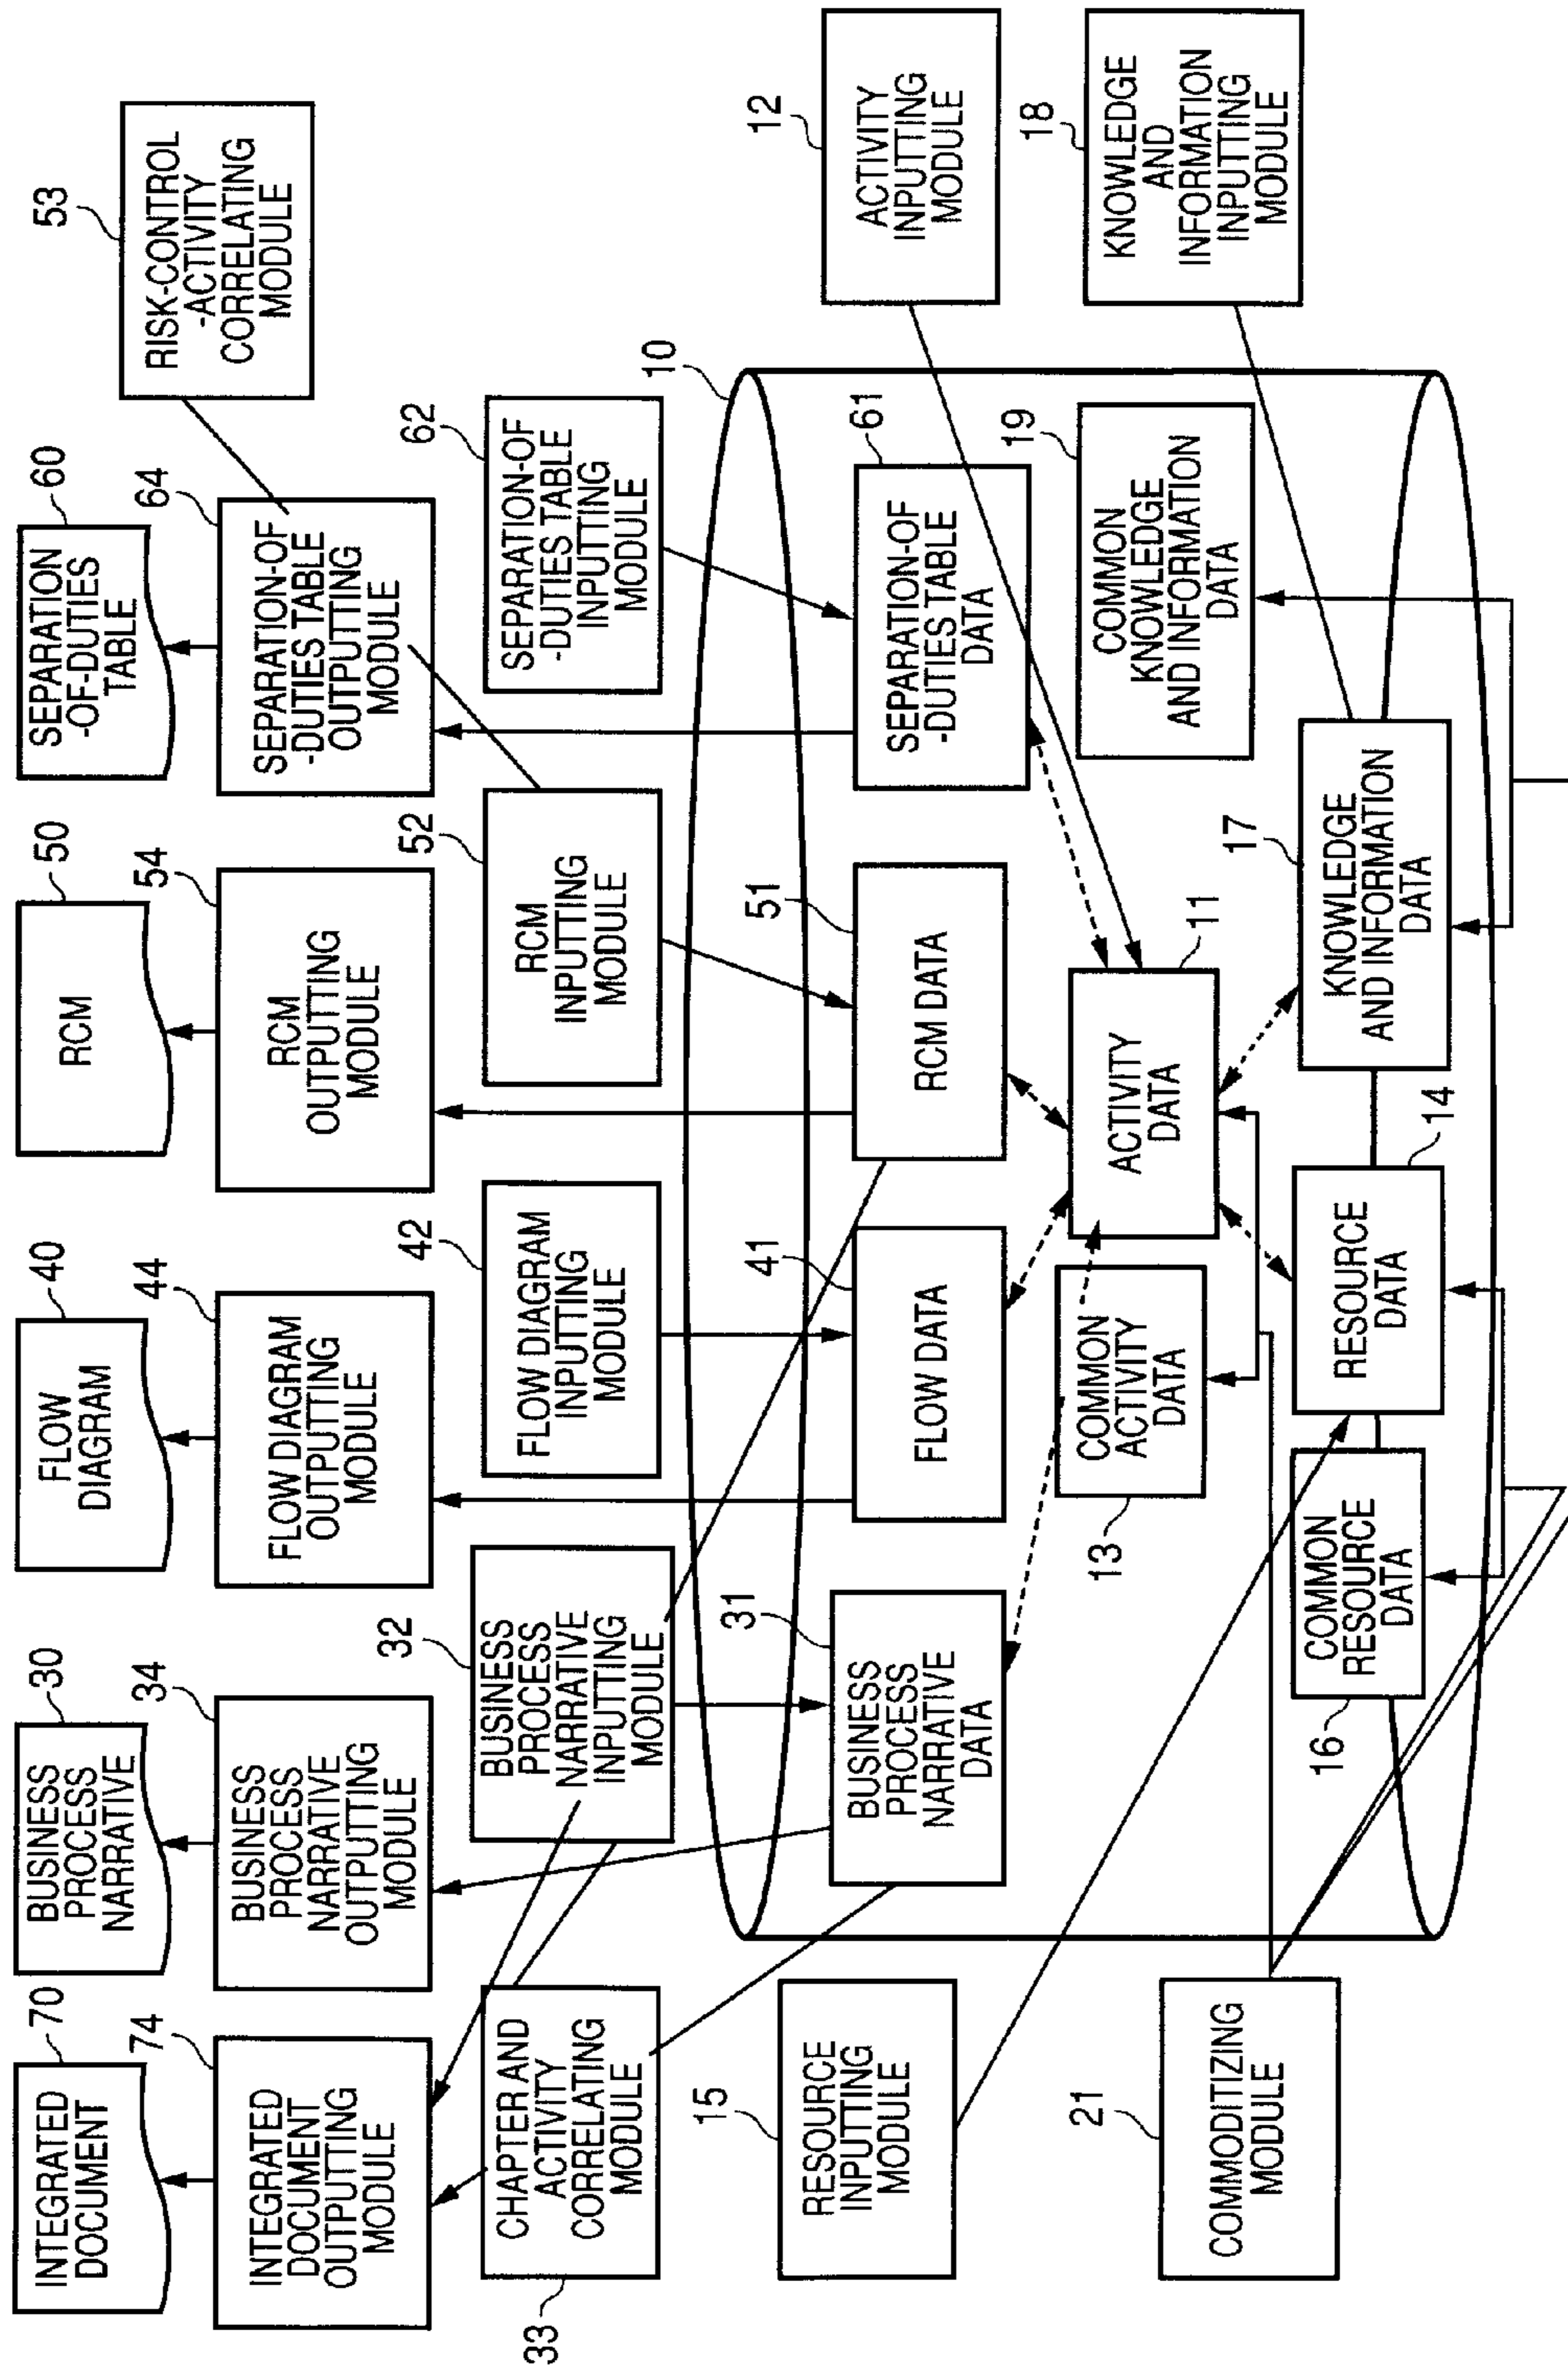 70
INTEGRATED
DOCUMENT
30
BUSINESS
PROCESS
NARRATIVE
40
FLOW
DIAGRAM
50
RCM
60
SEPARATION
-OF-DUTIES
TABLE
53
RISK-CONTROL
-ACTIVITY
CORRELATING
MODULE
74
INTEGRATED
DOCUMENT
OUTPUTTING
MODULE
34
BUSINESS
PROCESS
NARRATIVE
OUTPUTTING
MODULE
44
FLOW DIAGRAM
OUTPUTTING
MODULE
54
RCM
OUTPUTTING
MODULE
64
SEPARATION-OF
-DUTIES TABLE
OUTPUTTING
MODULE
33
CHAPTER AND
ACTIVITY
CORRELATING
MODULE
32
BUSINESS
PROCESS
NARRATIVE
INPUTTING
MODULE
42
FLOW DIAGRAM
INPUTTING
MODULE
52
RCM
INPUTTING
MODULE
62
SEPARATION-OF
-DUTIES TABLE
INPUTTING
MODULE
10
15
RESOURCE
INPUTTING
MODULE
31
BUSINESS
PROCESS
NARRATIVE
DATA
41
FLOW DATA
51
RCM DATA
61
SEPARATION-OF
-DUTIES TABLE
DATA
12
ACTIVITY
INPUTTING
MODULE
21
COMMODITIZING
MODULE
13
COMMON
ACTIVITY
DATA
11
ACTIVITY
DATA
19
COMMON
KNOWLEDGE
AND INFORMATION
DATA
18
KNOWLEDGE
AND
INFORMATION
INPUTTING
MODULE
16
COMMON
RESOURCE
DATA
14
RESOURCE
DATA
17
KNOWLEDGE
AND INFORMATION
DATA